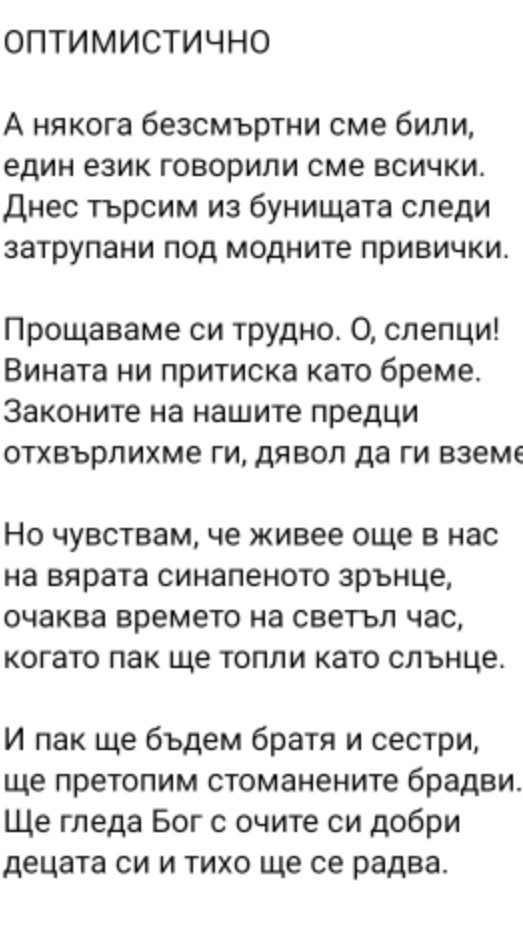 ОПТИМИСТИЧНО
А някога безсмъртни сме били,
един език говорили сме всички.
Днес търсим из бунищата следи
затрупани под модните привички.
Прощаваме си трудно. О, слепци!
Вината ни притиска като бреме.
Законите на нашите предци
отхвърлихме ги, дявол да ги вземе
Но чувствам, че живее още в нас
на вярата синапеното зрънце,
очаква времето на светъл час,
когато пак ще топли като слънце.
И пак ще бъдем братя и сестри,
ще претопим стоманените брадви.
Ще гледа Бог с очите си добри
децата си и тихо ще се радва.